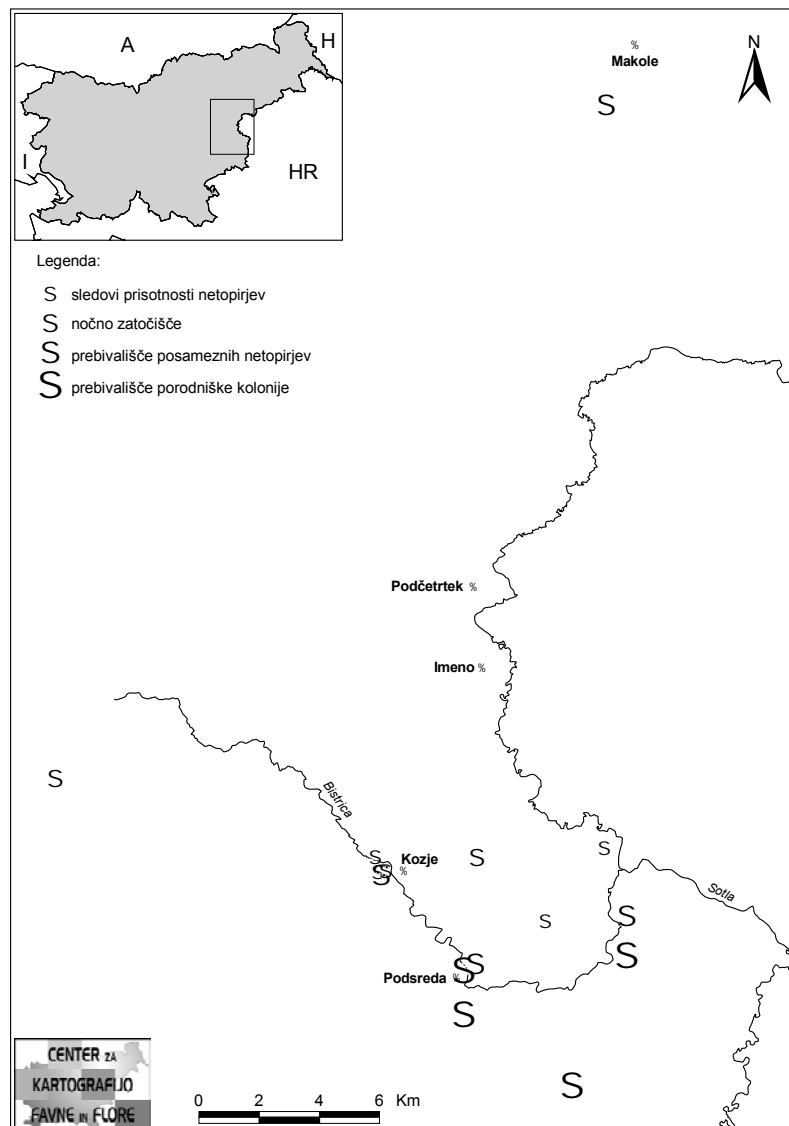 A
H
I
HR
N
% 
Makole
S
Legenda:
S sledovi prisotnosti netopirjev
S nočno zatočišče
S prebivališče posameznih netopirjev
S prebivališče porodniške kolonije
Podčetrtek %
Imeno %
S
Bistrica
S
S
S
Kozje
%
S
S
S
Sotla
S
S
S
S
S
Podsreda %
S
S
CENTER ZA
KARTOGRAFIJO
FAVNE IN FLORE
0 2 4 6 Km